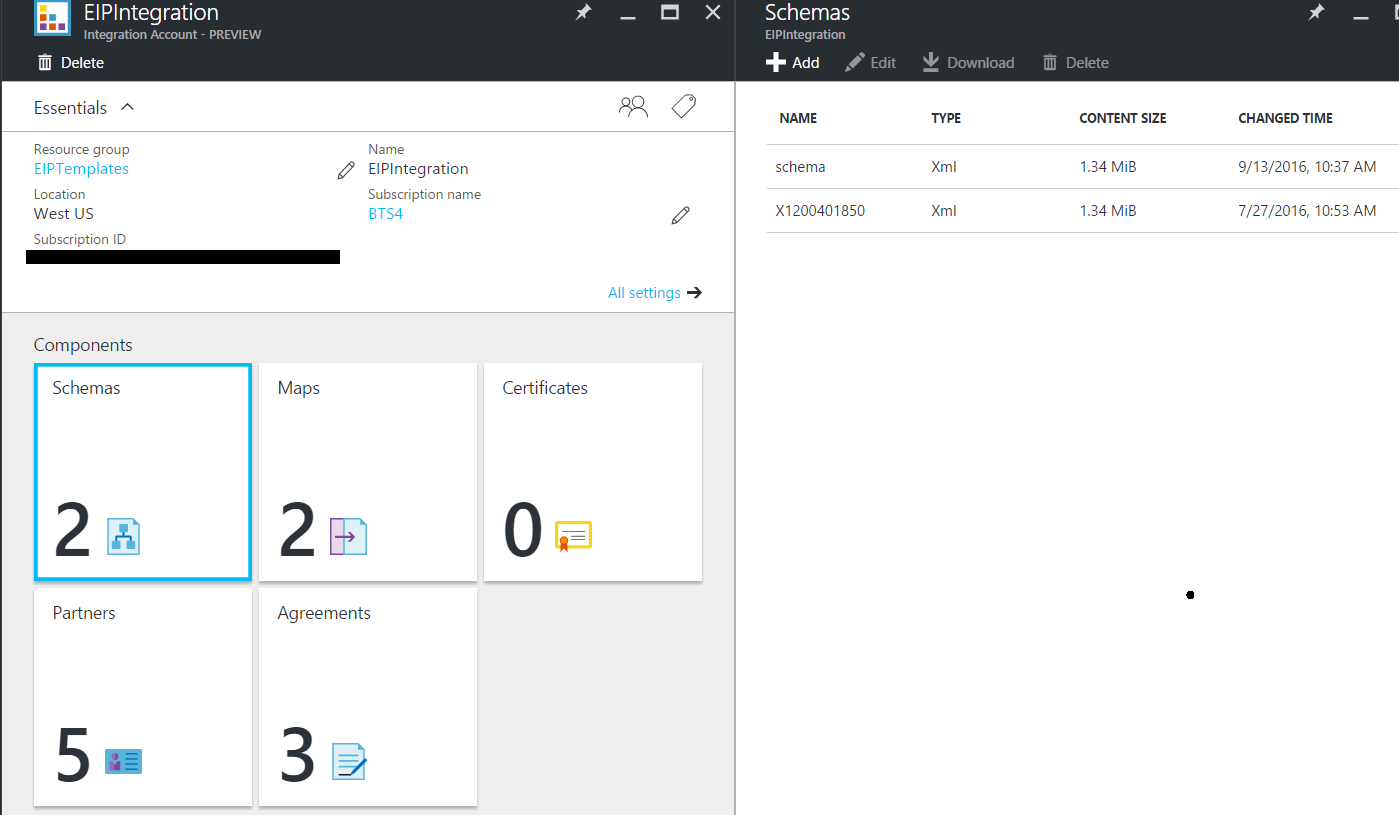 EIPIntegration
Integration Account - PREVIEW
Delete
Essentials
Resource group
EIPTemplates
Name
EIPIntegration
Location
West US
Subscription name
BTS4
Subscription ID
All settings
Components
Schemas
2
Maps
2
Certificates
0
Partners
5
Agreements
3
Schemas
EIPIntegration
Add Edit Download Delete
NAME TYPE CONTENT SIZE CHANGED TIME
schema Xml 1.34 MiB 9/13/2016, 10:37 AM
X1200401850 Xml 1.34 MiB 7/27/2016, 10:53 AM